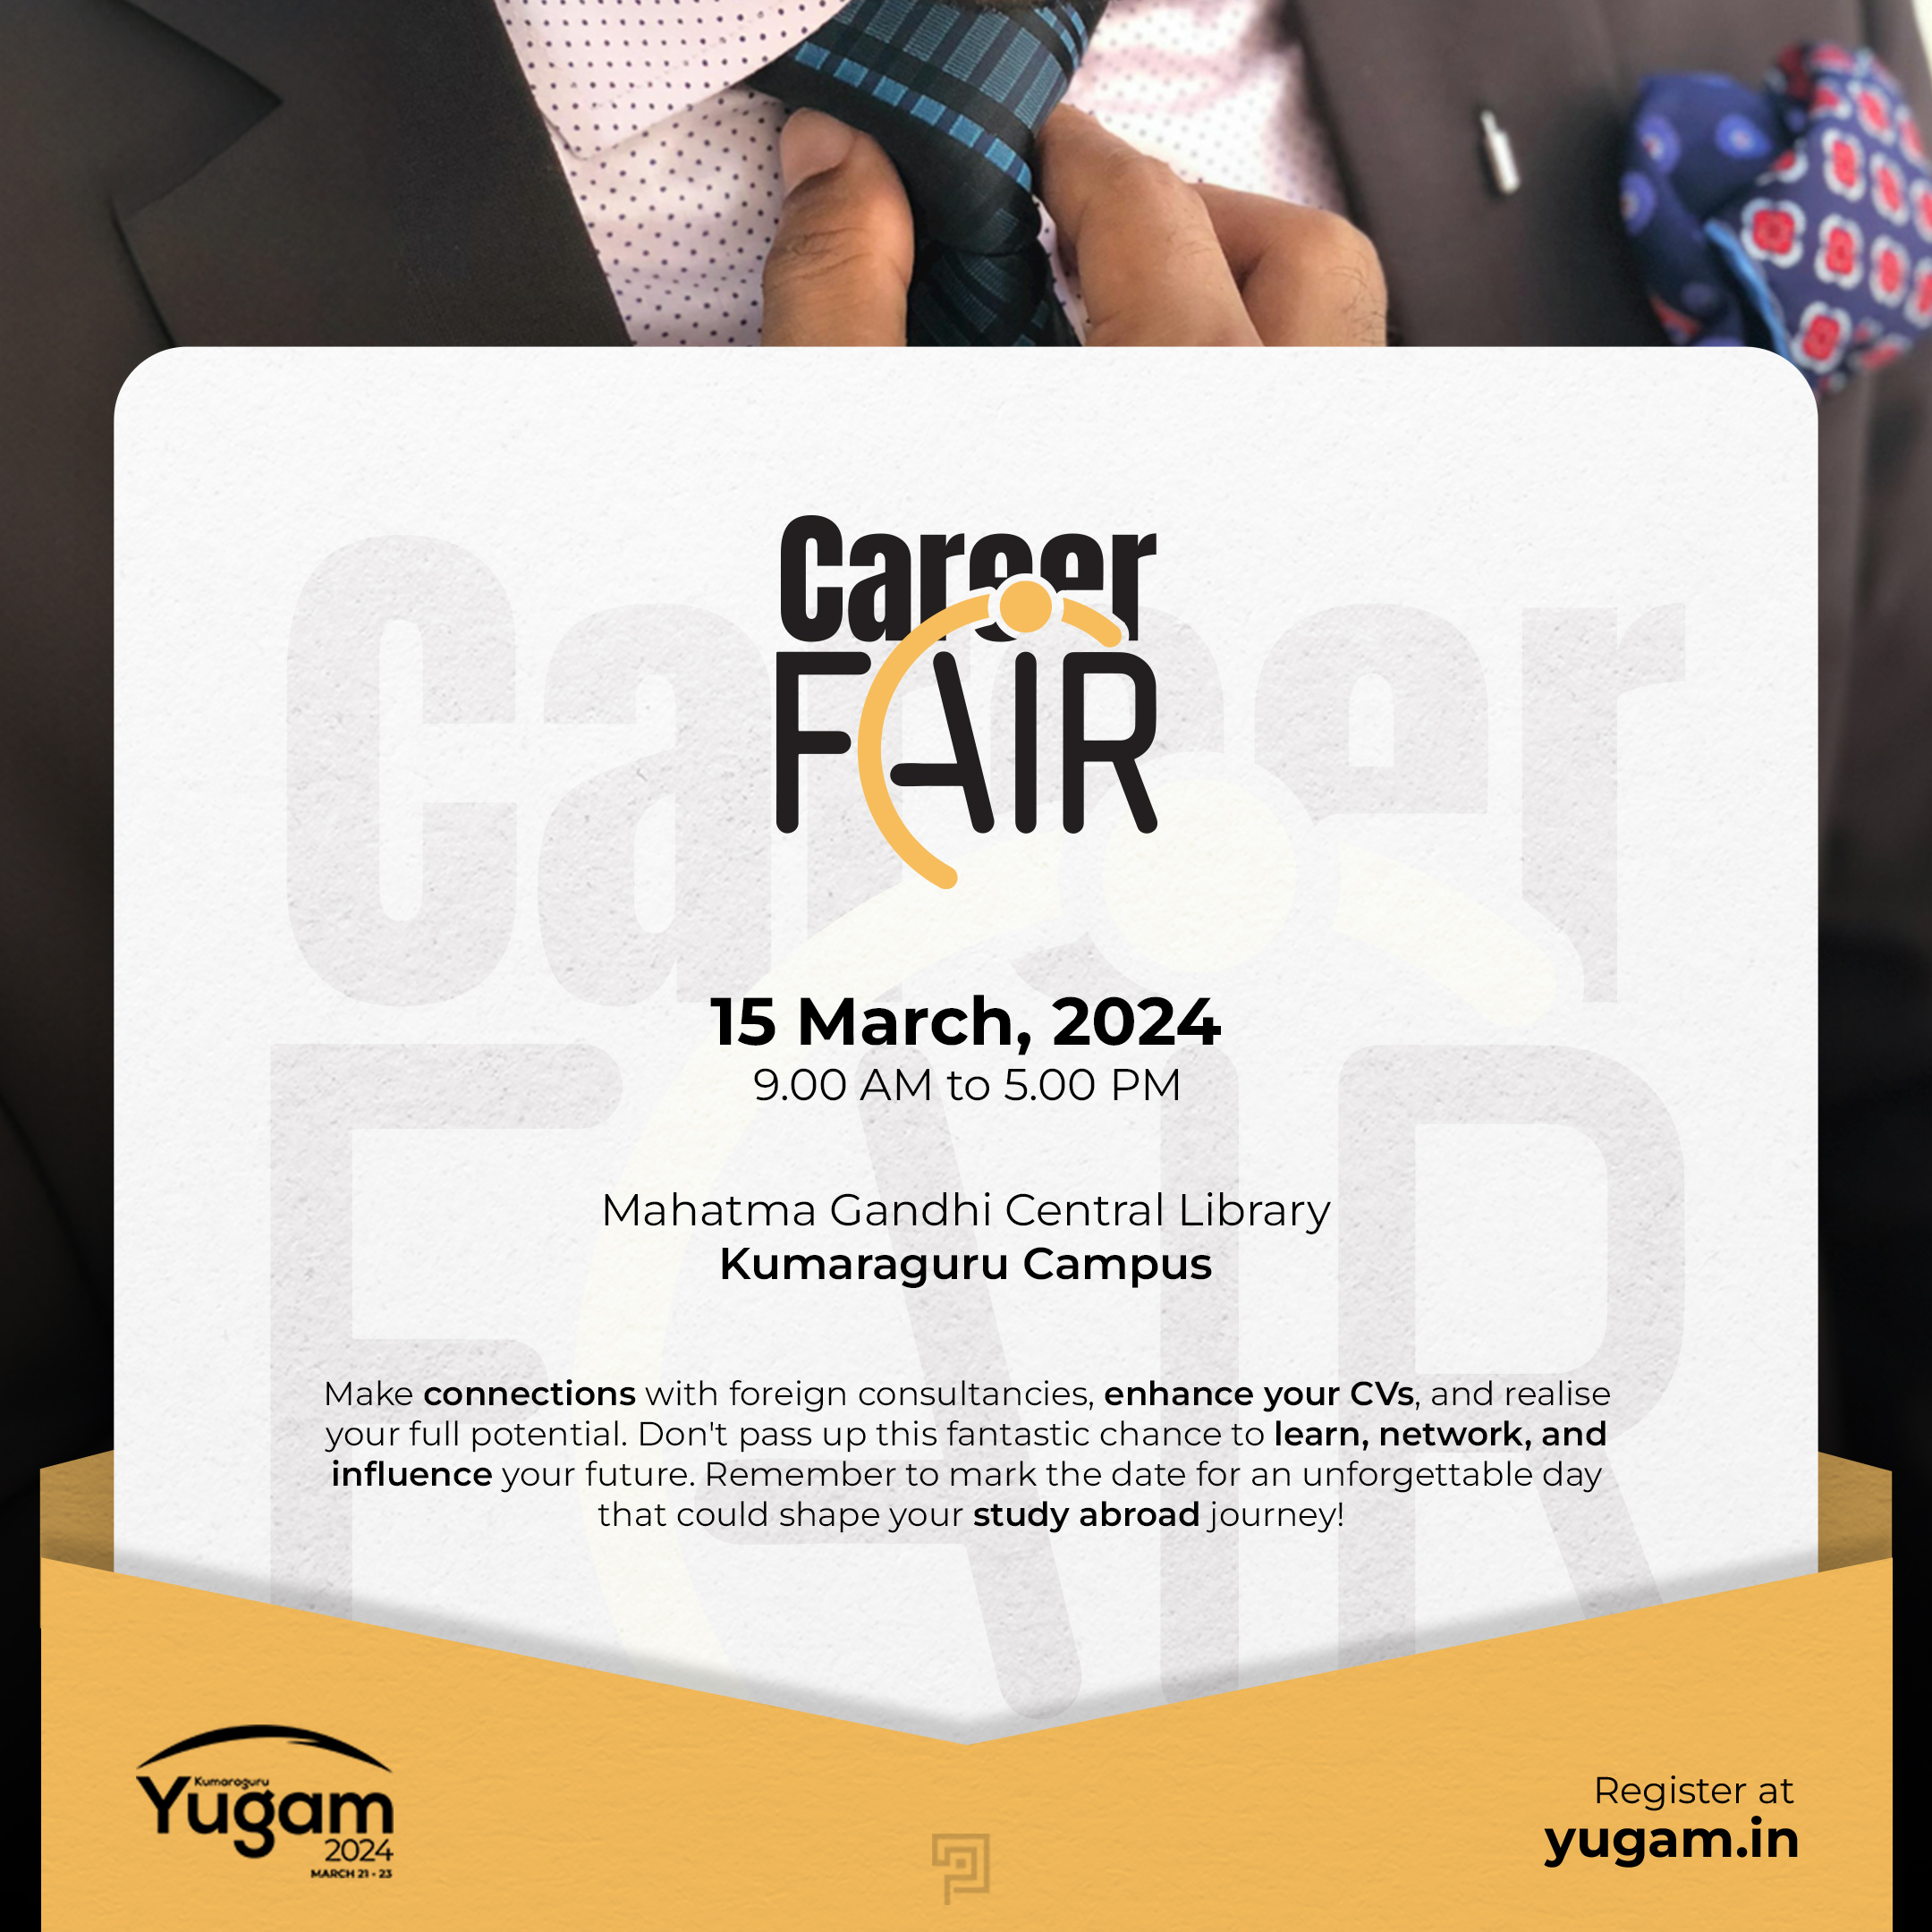 Career
FAIR
15 March, 2024
9.00 AM to 5.00 PM
Mahatma Gandhi Central Library
Kumaraguru Campus
Make connections with foreign consultancies, enhance your CVs, and realise
your full potential. Don't pass up this fantastic chance to learn, network, and
influence your future. Remember to mark the date for an unforgettable day
that could shape your study abroad journey!
Kumaraguru
Yugam
2024
MARCH 21 - 23
Register at
yugam.in